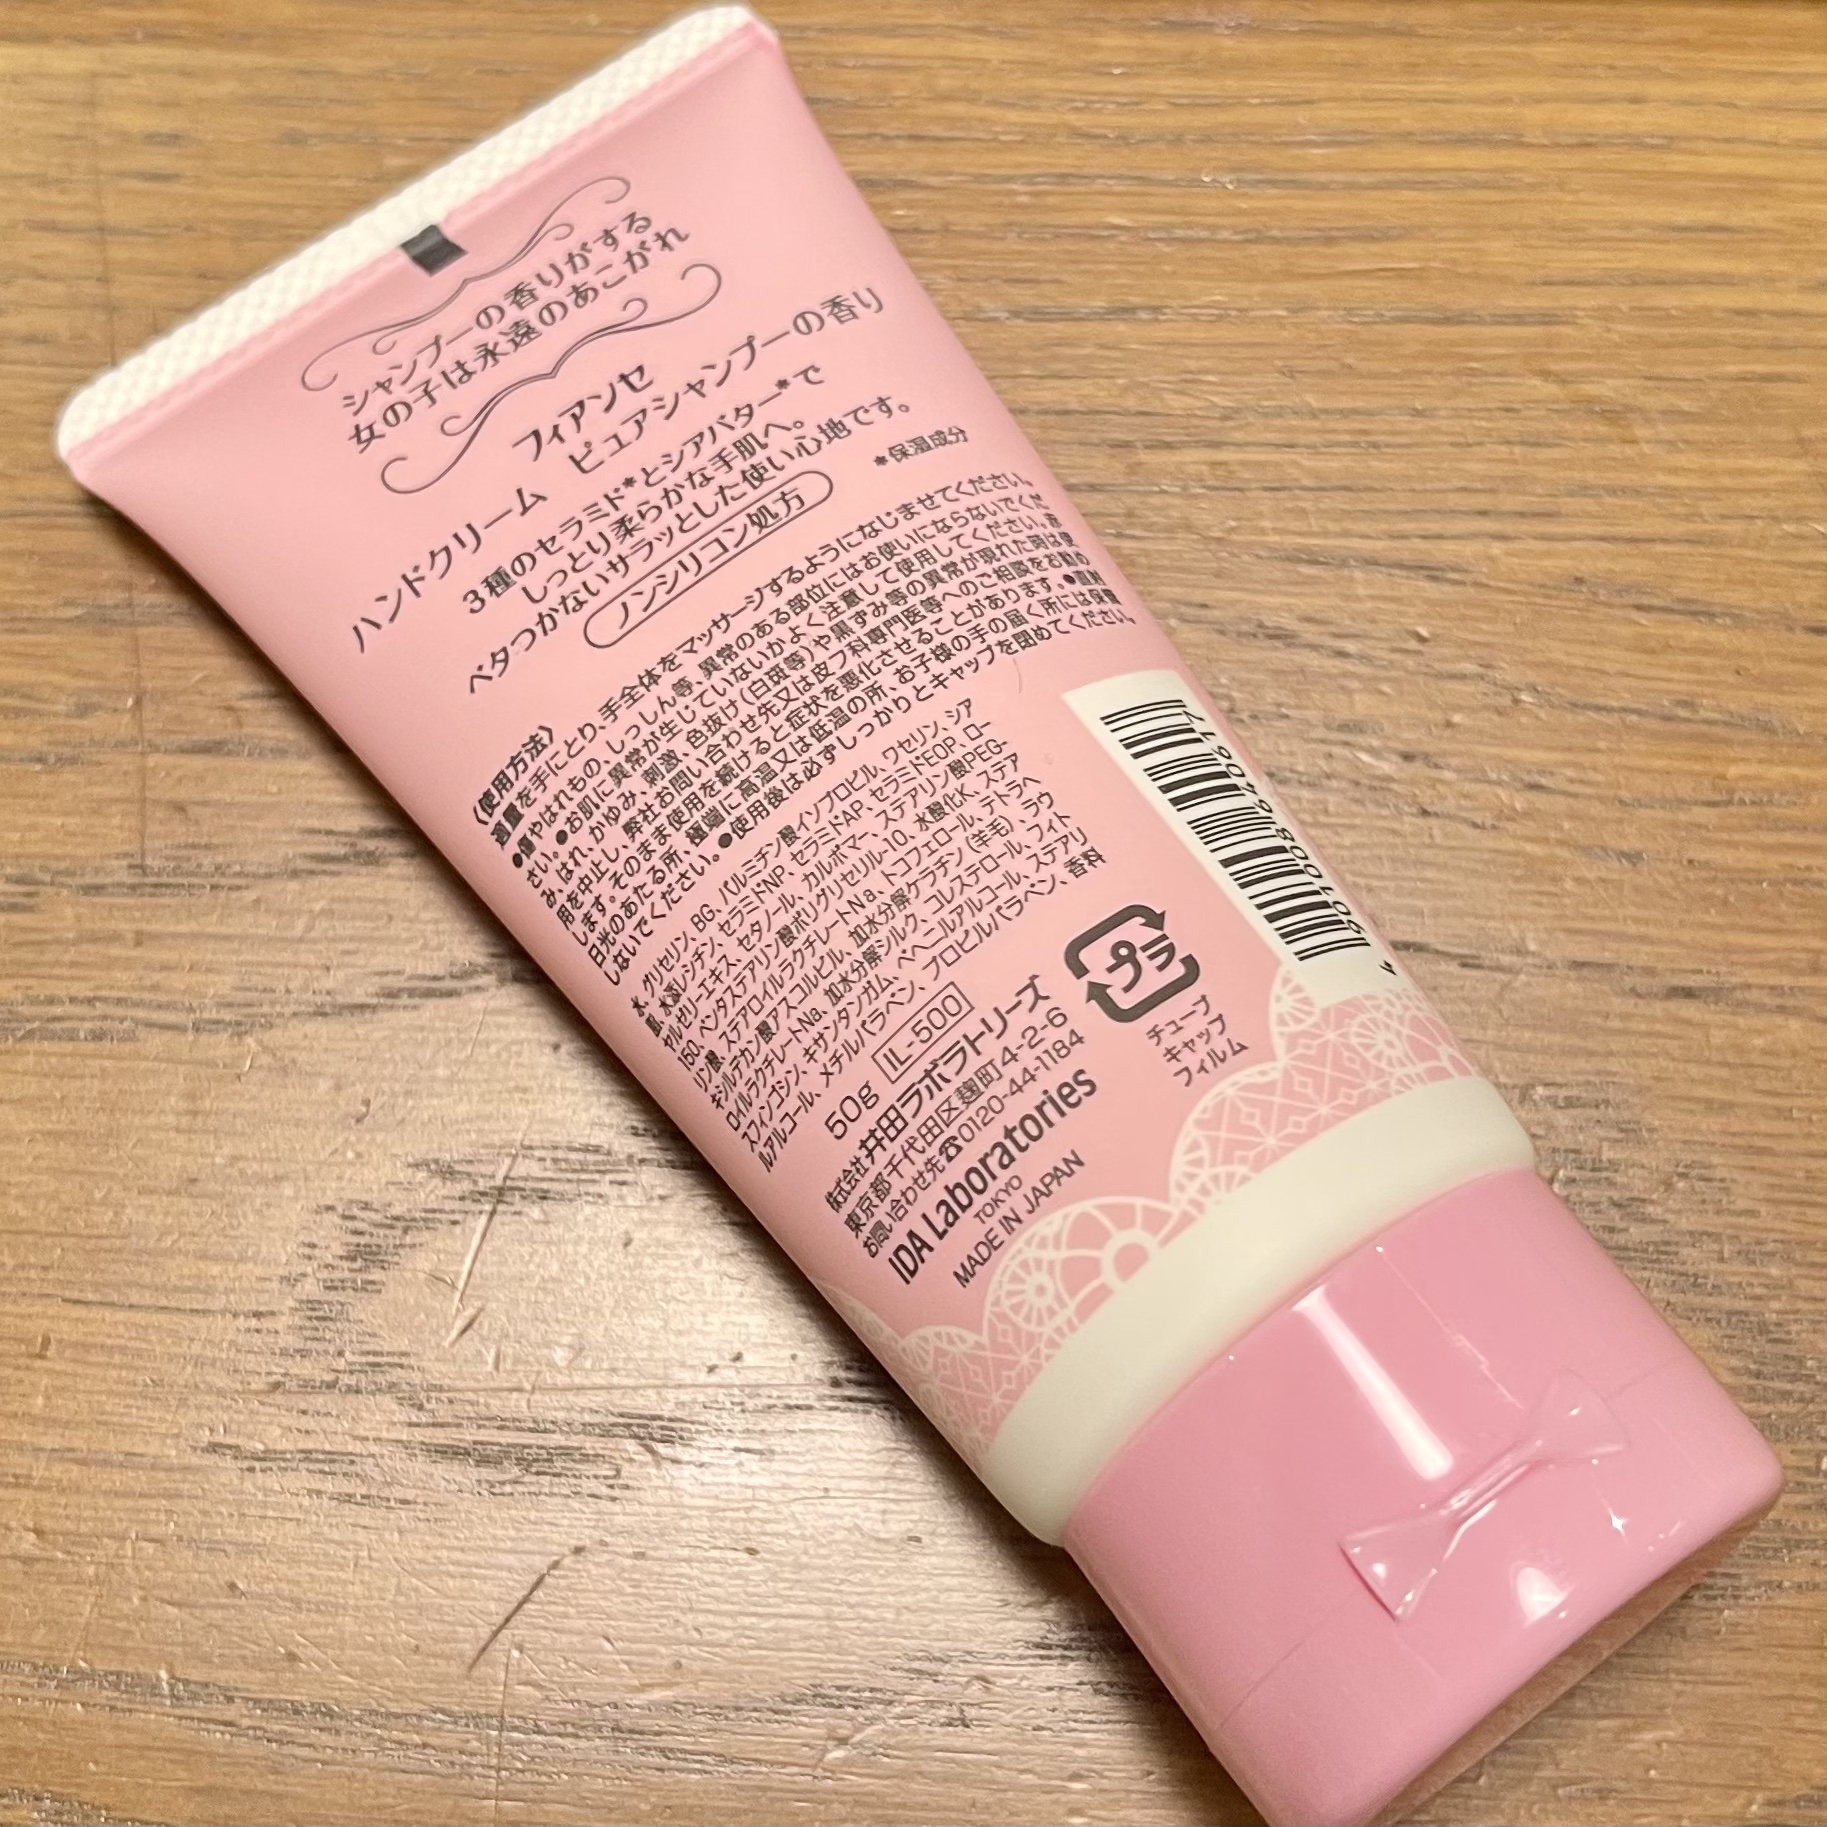 シャンプーの香りがする
女の子は永遠のあこがれ
フィアンセ
ハンドクリーム ピュアシャンプーの香り
3種のセラミド*とシアバター*で
しっとり柔らかな手肌へ。
ベタつかないサラッとした使い心地です。
*保湿成分
ノンシリコン処方
〈使用方法〉
適量を手にとり、手全体をマッサージするようになじませてください。
●傷やはれもの、しっしん等、異常のある部位にはお使いにならないでくだ
さい。●お肌に異常が生じていないかよく注意して使用してください。赤
み、はれ、かゆみ、刺激、色抜け(白斑等)や黒ずみ等の異常が現れた時は使
用を中止し、弊社お問い合わせ先又は皮フ科専門医等へのご相談をお勧め
します。そのまま使用を続けると症状を悪化させることがあります。●直射
日光のあたる所、極端に高温又は低温の所、お子様の手の届く所には保管
しないでください。●使用後は必ずしっかりとキャップを閉めてください。
水、グリセリン、BG、パルミチン酸イソプロピル、ワセリン、シア
脂、水添レシチン、セラミドNP、セラミドAP、セラミドEOP、ロー
ヤルゼリーエキス、セタノール、カルボマー、ステアリン酸PEG-
150、ペンタステアリン酸ポリグリセリル-10、水酸化K、ステア
リン酸、ステアロイルラクチレートNa、トコフェロール、テトラヘ
キシルデカン酸アスコルビル、加水分解ケラチン(羊毛)、ラウ
ロイルラクチレートNa、加水分解シルク、コレステロール、フィト
スフィンゴシン、キサンタンガム、ベヘニルアルコール、ステアリ
ルアルコール、メチルパラベン、プロピルパラベン、香料
50g IL-500
株式会社 井田ラボラトリーズ
東京都千代田区麹町4-2-6
お問い合わせ先☎0120-44-1184
IDA Laboratories
TOKYO
MADE IN JAPAN
プラ
チューブ
キャップ
フィルム
4 901008 640917